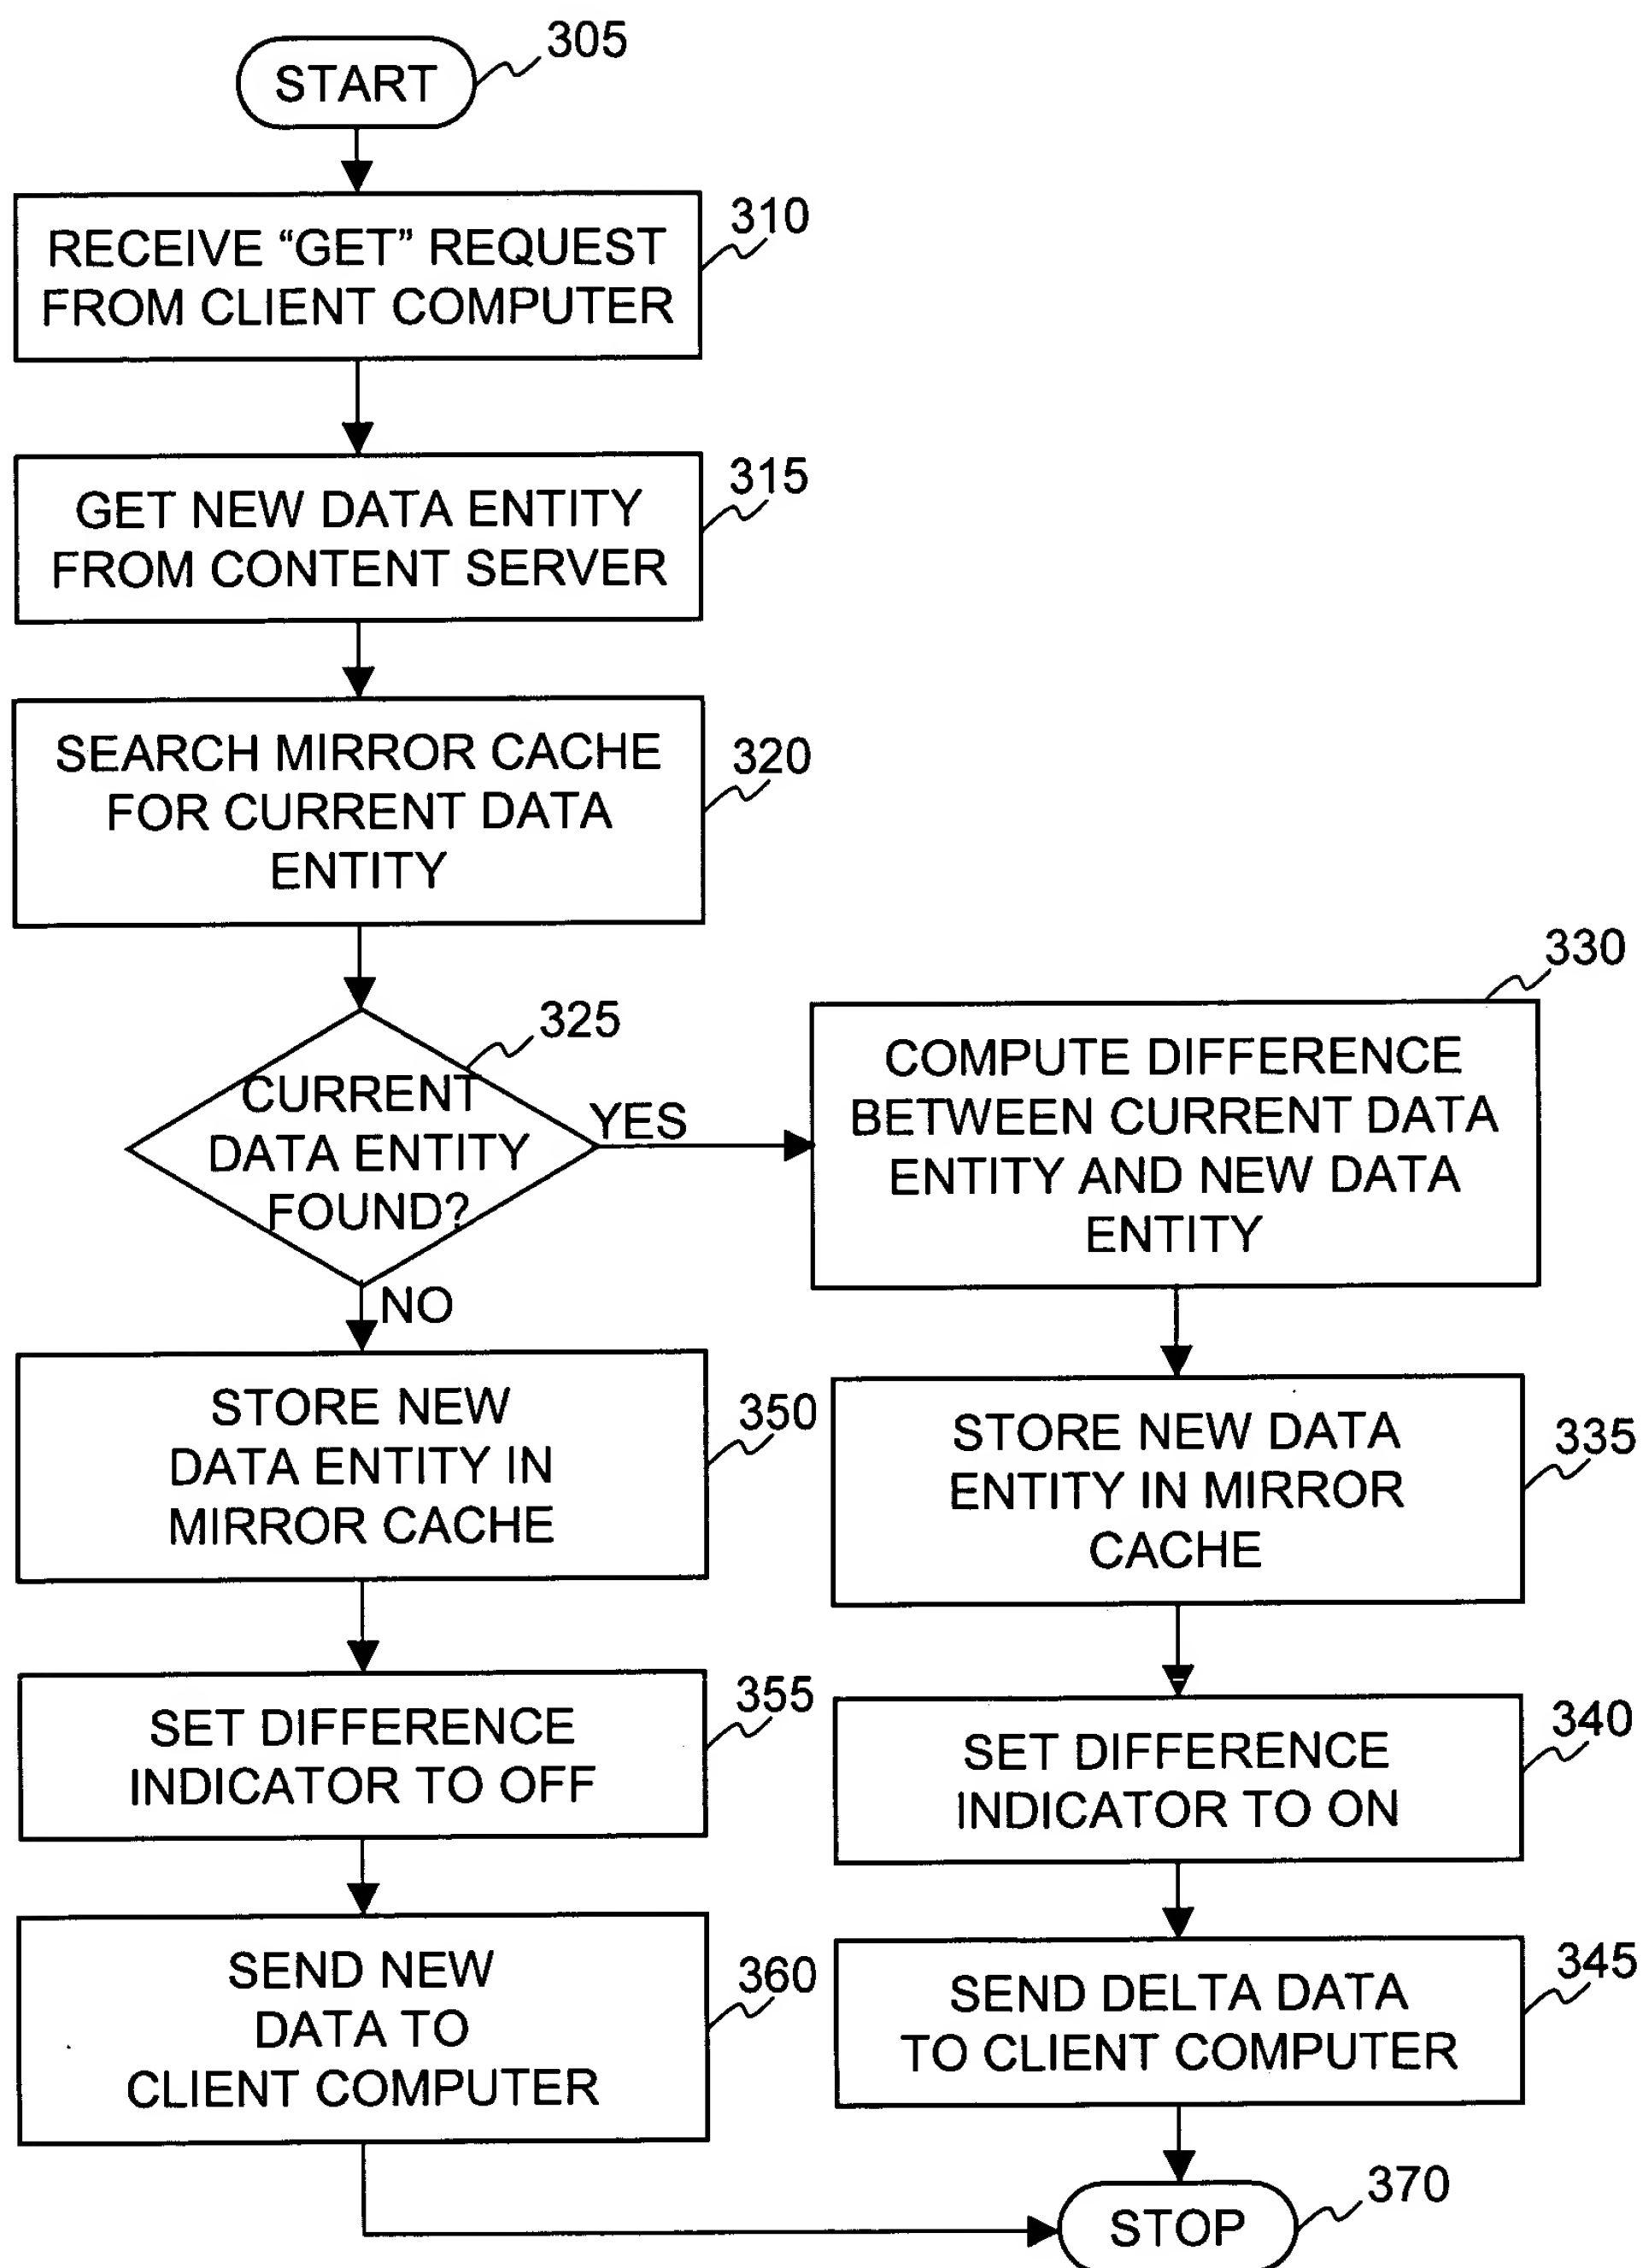 START
305
RECEIVE “GET” REQUEST
FROM CLIENT COMPUTER
310
GET NEW DATA ENTITY
FROM CONTENT SERVER
315
SEARCH MIRROR CACHE
FOR CURRENT DATA
ENTITY
320
CURRENT
DATA ENTITY
FOUND?
325
YES
NO
COMPUTE DIFFERENCE
BETWEEN CURRENT DATA
ENTITY AND NEW DATA
ENTITY
330
STORE NEW DATA
ENTITY IN MIRROR
CACHE
335
SET DIFFERENCE
INDICATOR TO ON
340
SEND DELTA DATA
TO CLIENT COMPUTER
345
STORE NEW
DATA ENTITY IN
MIRROR CACHE
350
SET DIFFERENCE
INDICATOR TO OFF
355
SEND NEW
DATA TO
CLIENT COMPUTER
360
STOP
370